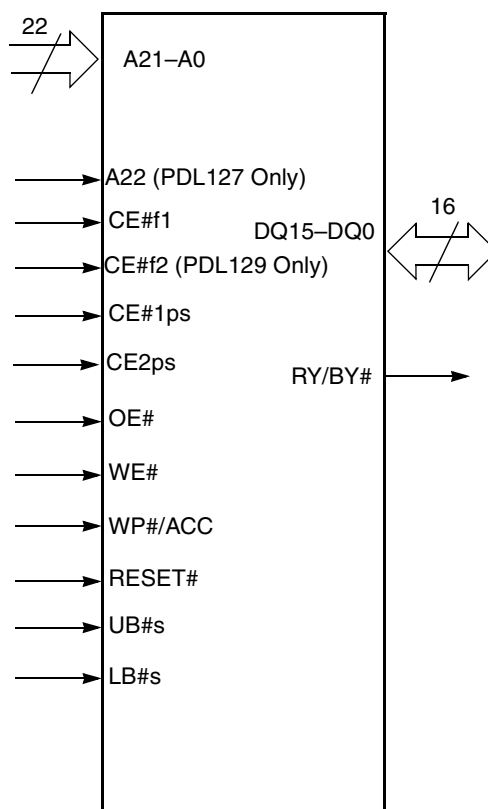 22
A21–A0
A22 (PDL127 Only)
CE#f1
16
DQ15–DQ0
CE#f2 (PDL129 Only)
CE#1ps
CE2ps
RY/BY#
OE#
WE#
WP#/ACC
RESET#
UB#s
LB#s